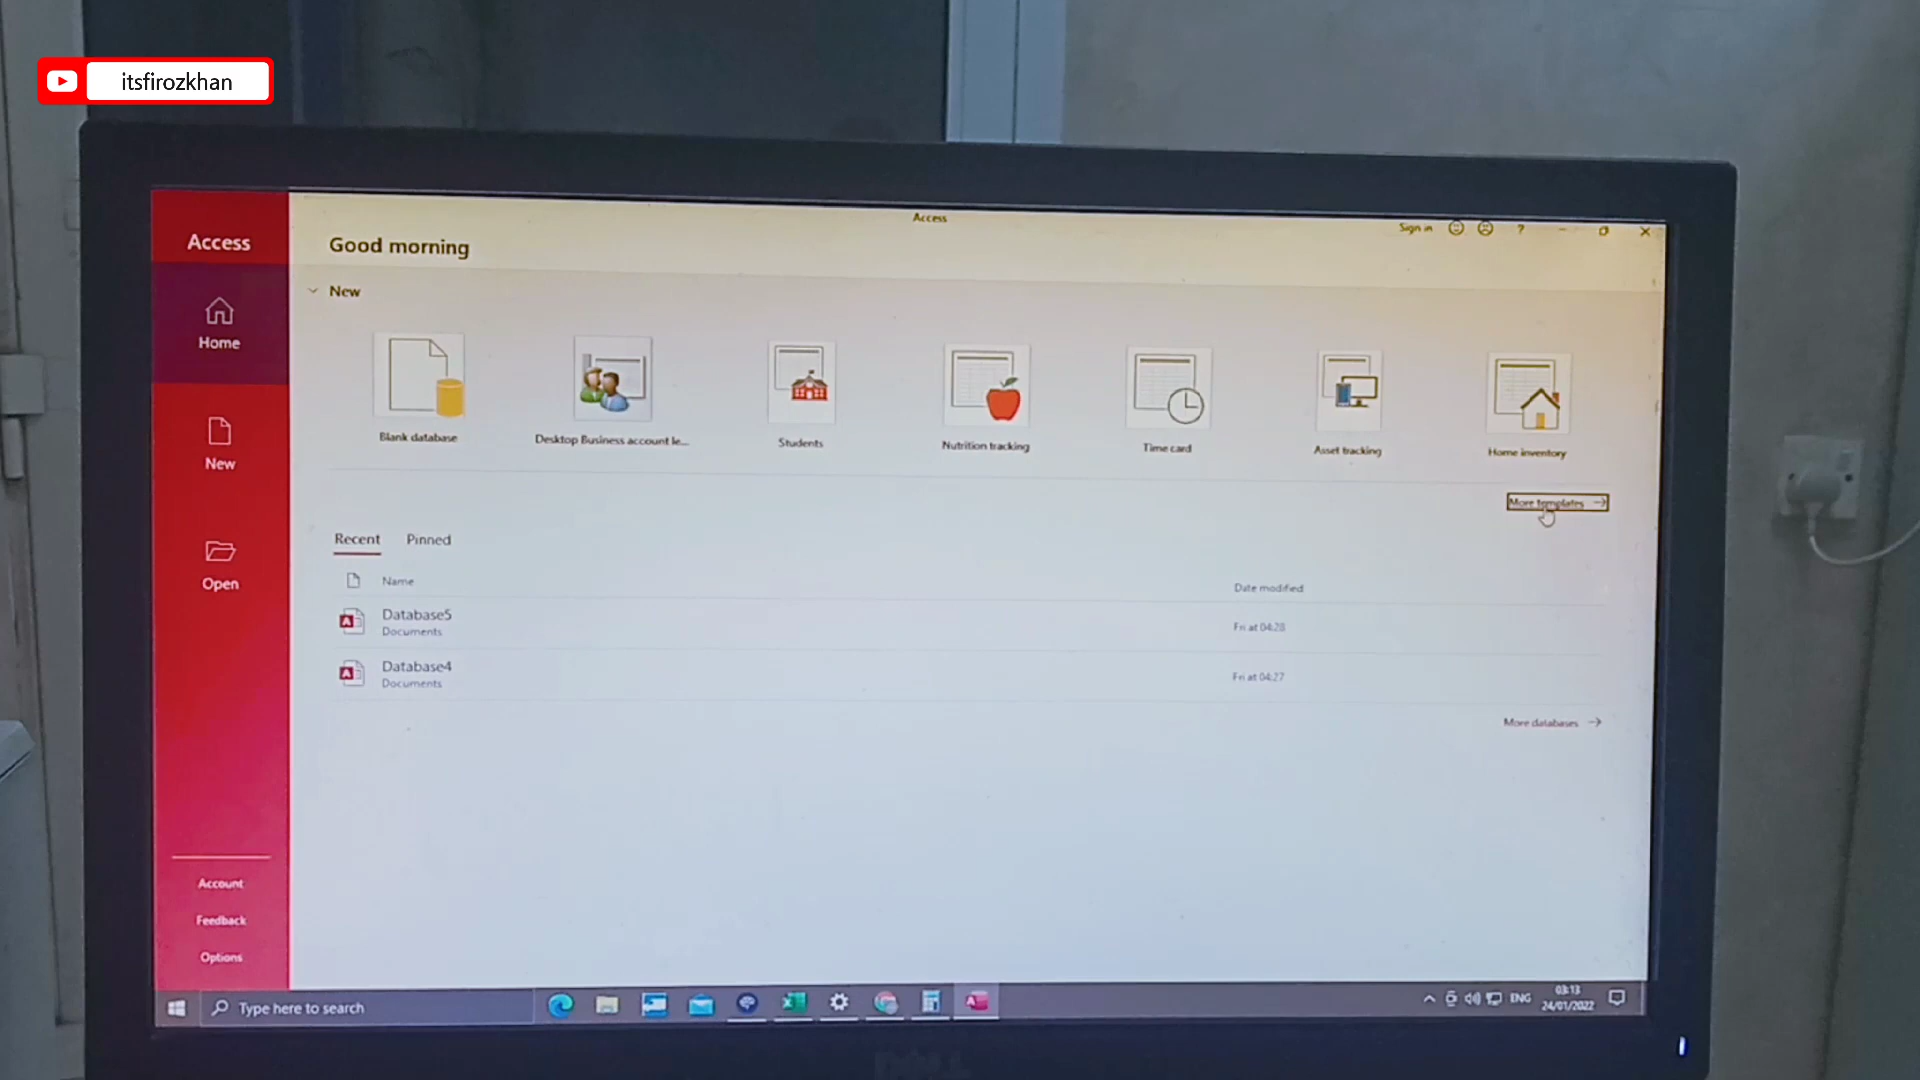 itsfirozkhan
Access
Access
Sign in
?
Good morning
Home
New
Open
Account
Feedback
Options
New
Blank database
Desktop Business account le...
Students
Nutrition tracking
Time card
Asset tracking
Home inventory
More templates
Recent
Pinned
Name
Date modified
Database5
Documents
Fri at 04:28
Database4
Documents
Fri at 04:27
More databases
Type here to search
ENG
03:13
24/01/2022